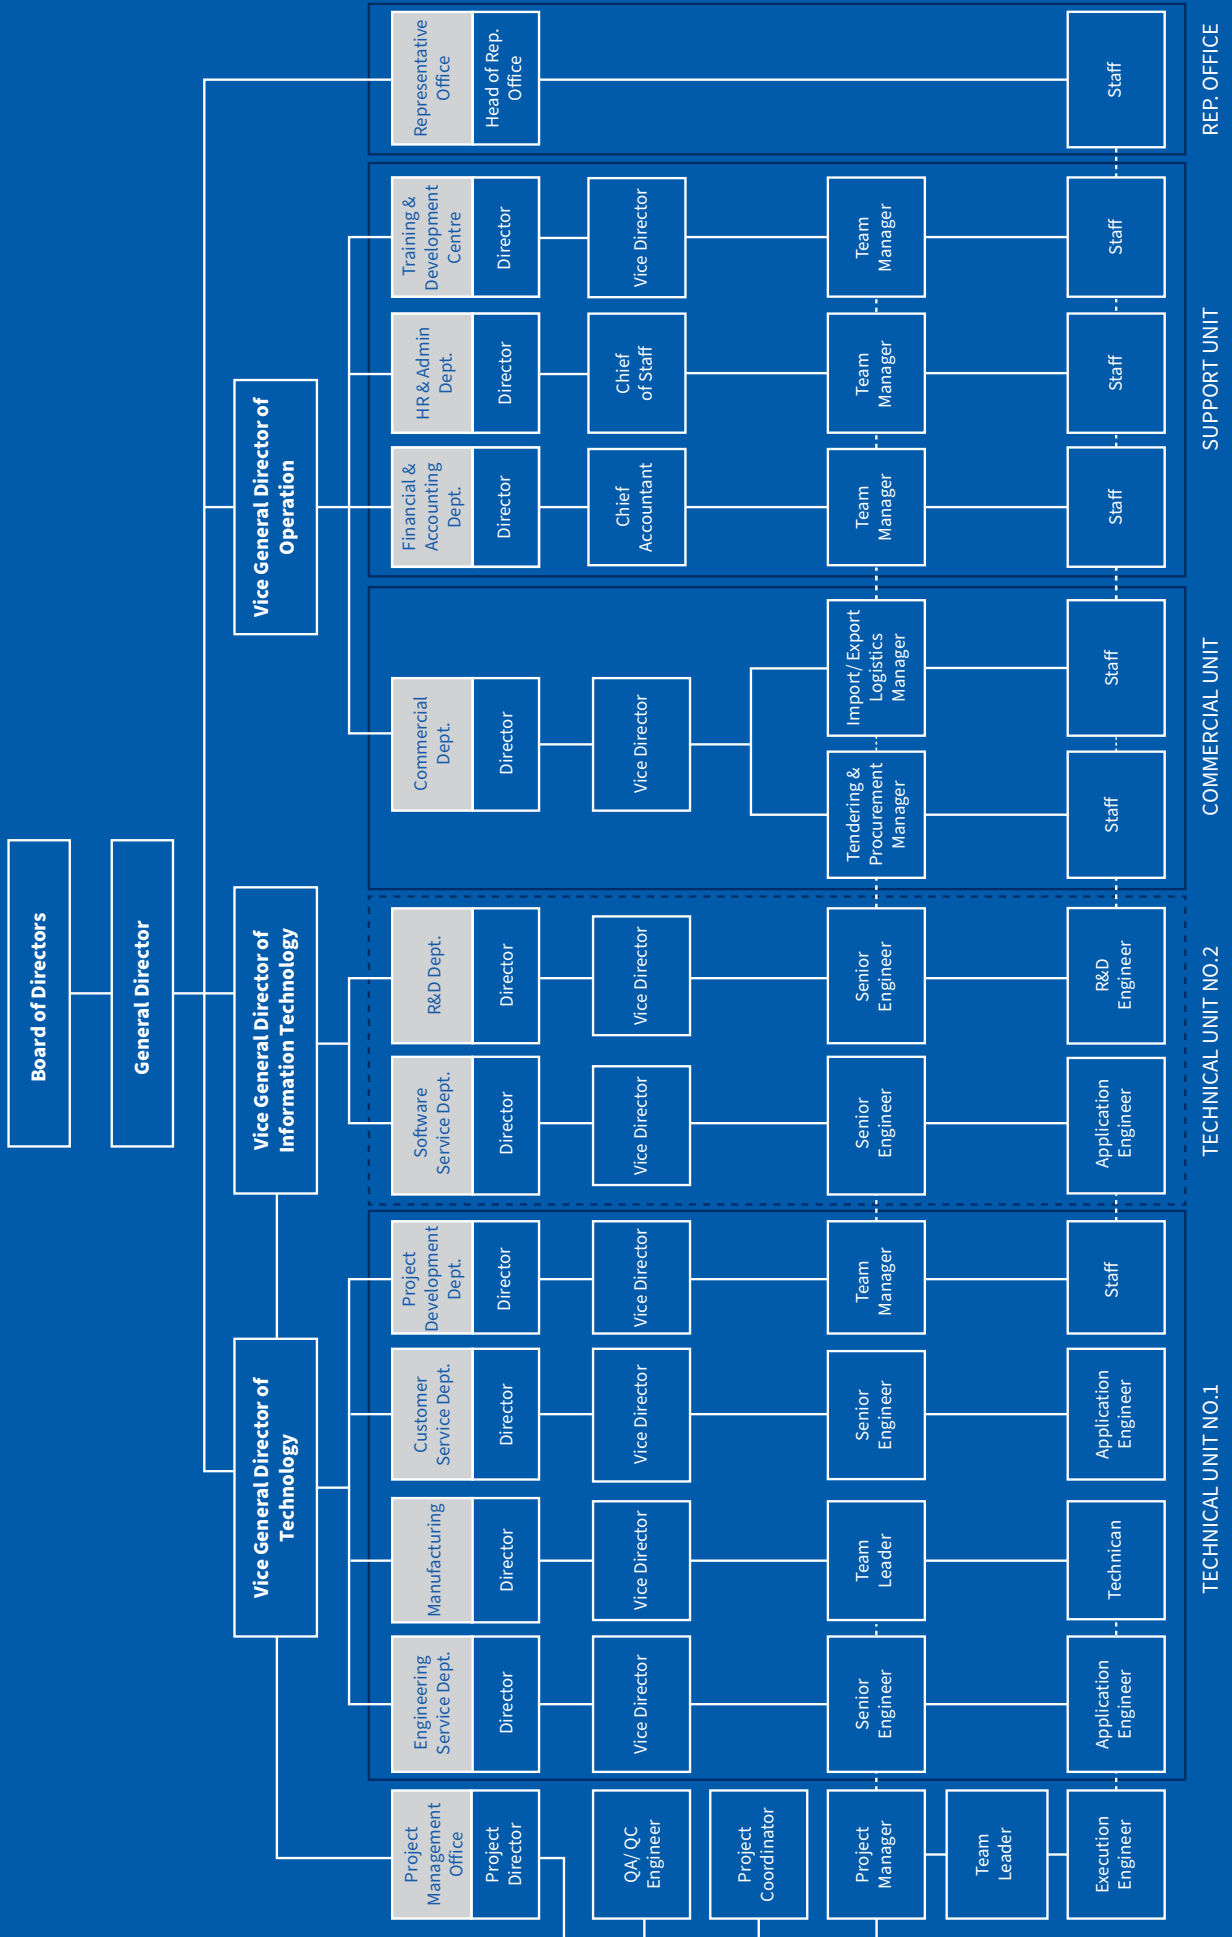 Board of Directors
General Director
Vice General Director of
Technology
Vice General Director of
Information Technology
Vice General Director of
Operation
Project
Management
Office
Project
Director
QA/ QC
Engineer
Project
Coordinator
Project
Manager
Team
Leader
Execution
Engineer
Engineering
Service Dept.
Director
Vice Director
Senior
Engineer
Application
Engineer
Manufacturing
Director
Vice Director
Team
Leader
Technican
Customer
Service Dept.
Director
Vice Director
Senior
Engineer
Application
Engineer
Project
Development
Dept.
Director
Vice Director
Team
Manager
Staff
TECHNICAL UNIT NO.1
Software
Service Dept.
Director
Vice Director
Senior
Engineer
Application
Engineer
R&D Dept.
Director
Vice Director
Senior
Engineer
R&D
Engineer
TECHNICAL UNIT NO.2
Commercial
Dept.
Director
Vice Director
Tendering &
Procurement
Manager
Staff
Import/ Export
Logistics
Manager
Staff
COMMERCIAL UNIT
Financial &
Accounting
Dept.
Director
Chief
Accountant
Team
Manager
Staff
HR & Admin
Dept.
Director
Chief
of Staff
Team
Manager
Staff
Training &
Development
Centre
Director
Vice Director
Team
Manager
Staff
SUPPORT UNIT
Representative
Office
Head of Rep.
Office
Staff
REP. OFFICE